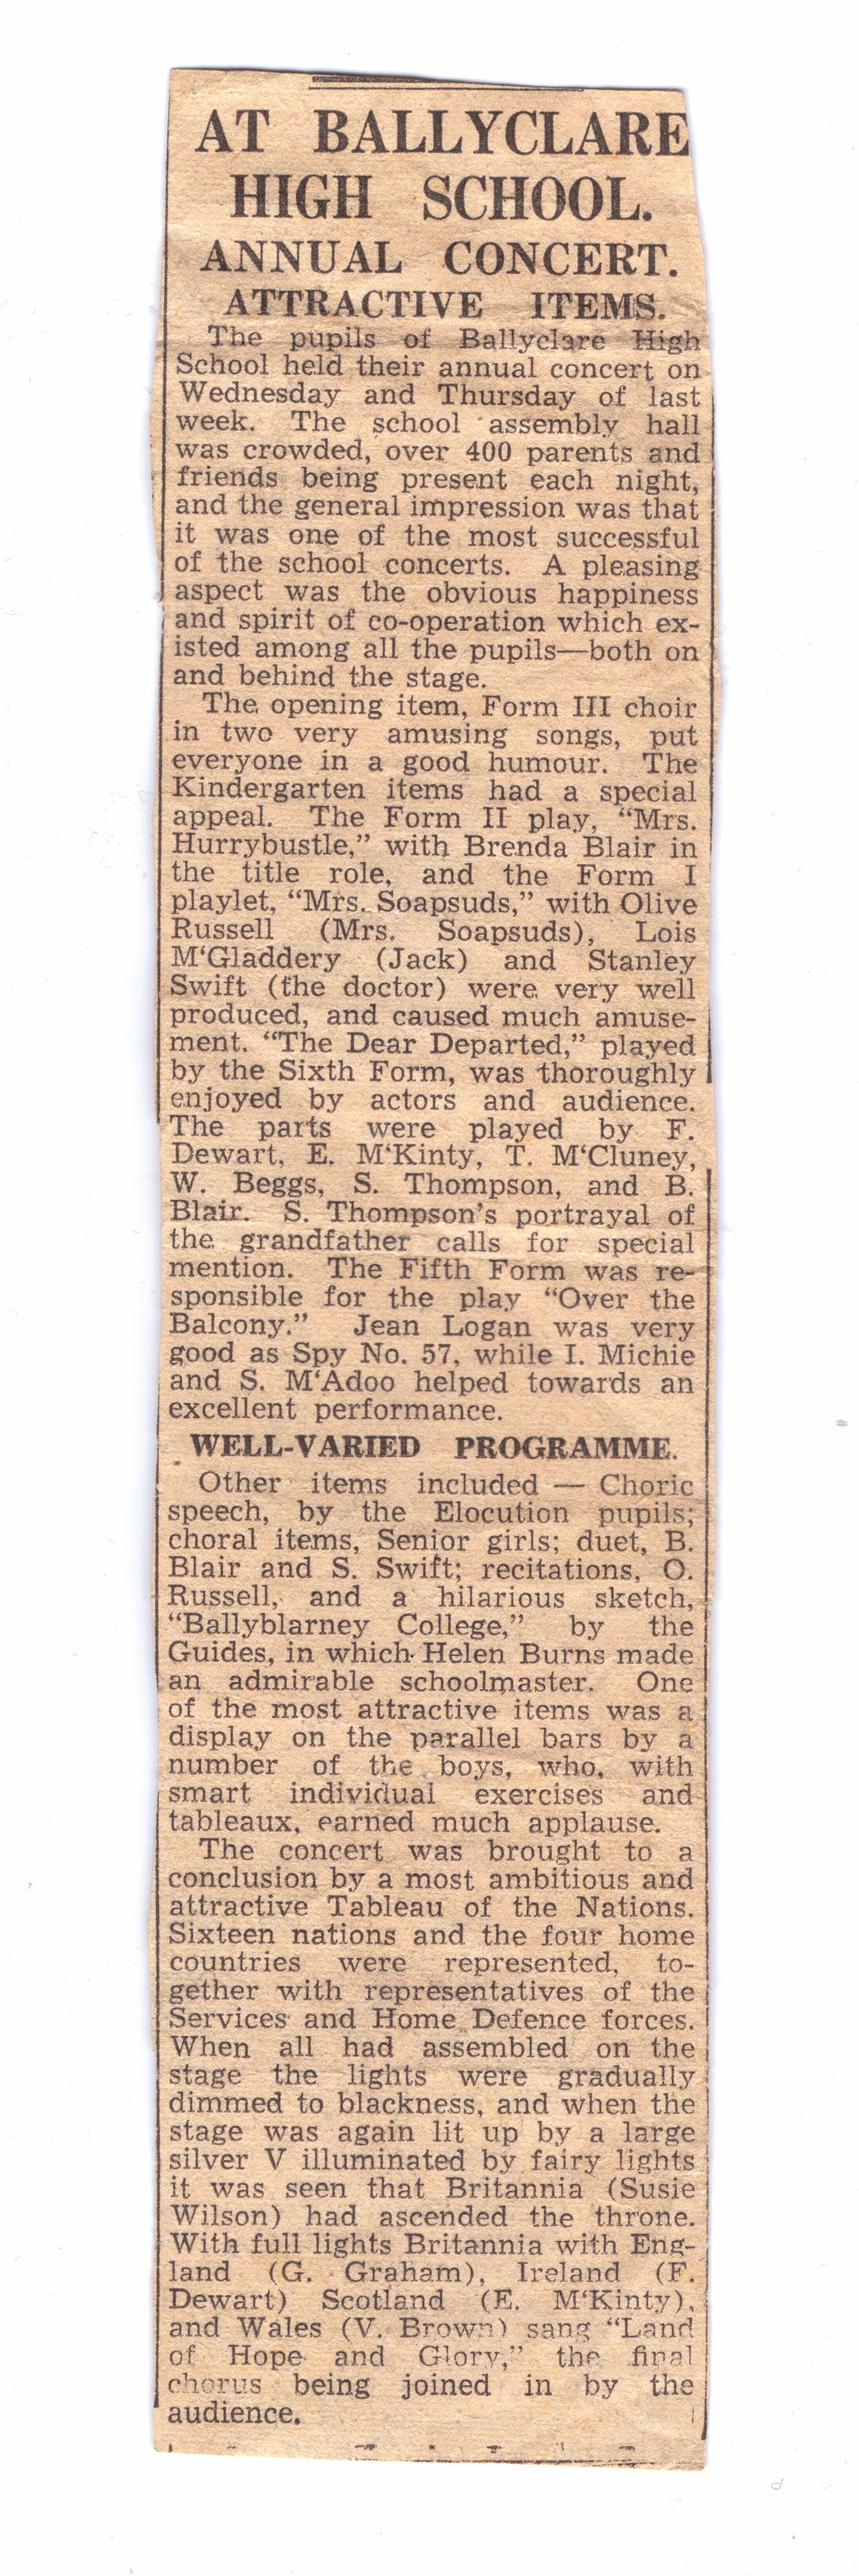 AT BALLYCLARE
HIGH SCHOOL.
ANNUAL CONCERT.
ATTRACTIVE ITEMS.
The pupils of Ballyclare High
School held their annual concert on
Wednesday and Thursday of last
week. The school assembly hall
was crowded, over 400 parents and
friends being present each night,
and the general impression was that
it was one of the most successful
of the school concerts. A pleasing
aspect was the obvious happiness
and spirit of co-operation which ex-
isted among all the pupils—both on
and behind the stage.
The opening item, Form III choir
in two very amusing songs, put
everyone in a good humour. The
Kindergarten items had a special
appeal. The Form II play, “Mrs.
Hurrybustle,” with Brenda Blair in
the title role, and the Form I
playlet, “Mrs. Soapsuds,” with Olive
Russell (Mrs. Soapsuds), Lois
M‘Gladdery (Jack) and Stanley
Swift (the doctor) were very well
produced, and caused much amuse-
ment. “The Dear Departed,” played
by the Sixth Form, was thoroughly
enjoyed by actors and audience.
The parts were played by F.
Dewart, E. M‘Kinty, T. M‘Cluney,
W. Beggs, S. Thompson, and B.
Blair. S. Thompson’s portrayal of
the grandfather calls for special
mention. The Fifth Form was re-
sponsible for the play “Over the
Balcony.” Jean Logan was very
good as Spy No. 57, while I. Michie
and S. M‘Adoo helped towards an
excellent performance.
WELL-VARIED PROGRAMME.
Other items included — Choric
speech, by the Elocution pupils;
choral items, Senior girls; duet, B.
Blair and S. Swift; recitations, O.
Russell, and a hilarious sketch,
“Ballyblarney College,” by the
Guides, in which Helen Burns made
an admirable schoolmaster. One
of the most attractive items was a
display on the parallel bars by a
number of the boys, who, with
smart individual exercises and
tableaux, earned much applause.
The concert was brought to a
conclusion by a most ambitious and
attractive Tableau of the Nations.
Sixteen nations and the four home
countries were represented, to-
gether with representatives of the
Services and Home Defence forces.
When all had assembled on the
stage the lights were gradually
dimmed to blackness, and when the
stage was again lit up by a large
silver V illuminated by fairy lights
it was seen that Britannia (Susie
Wilson) had ascended the throne.
With full lights Britannia with Eng-
land (G. Graham), Ireland (F.
Dewart) Scotland (E. M‘Kinty),
and Wales (V. Brown) sang “Land
of Hope and Glory,” the final
chorus being joined in by the
audience.